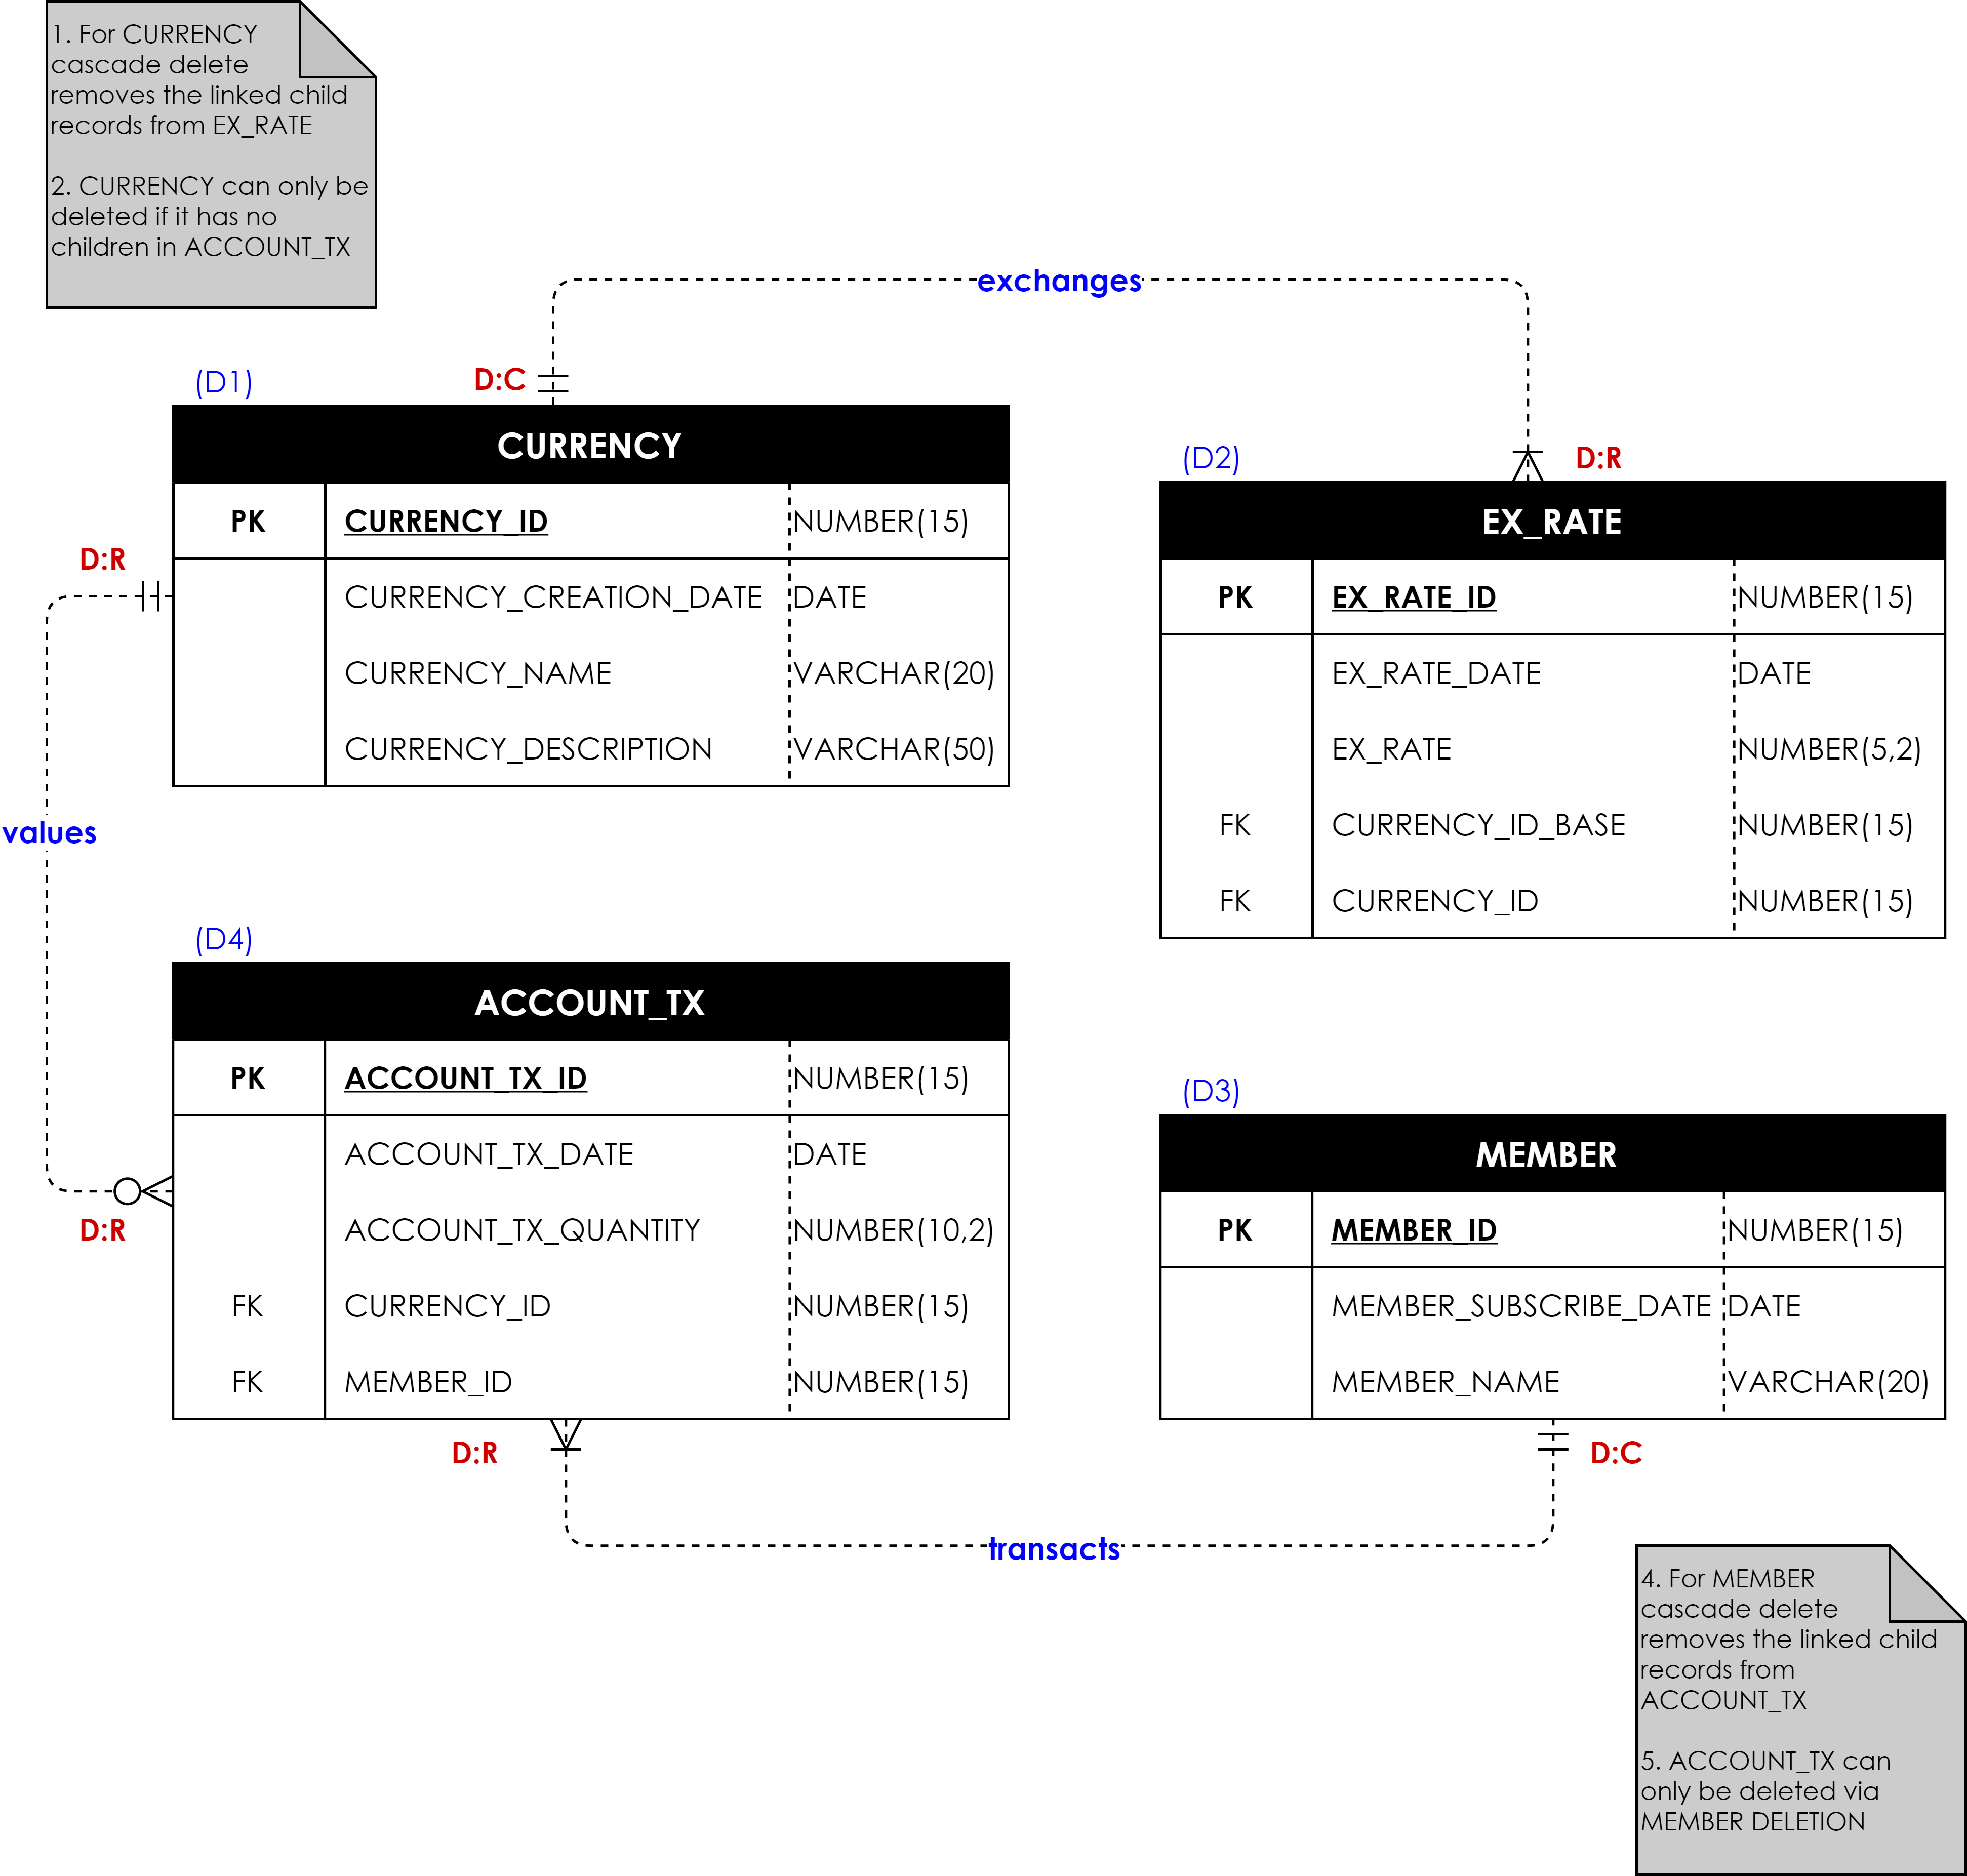 1. For CURRENCY
cascade delete
removes the linked child
records from EX_RATE
2. CURRENCY can only be
deleted if it has no
children in ACCOUNT_TX
exchanges
(D1)
D:C
CURRENCY
PK CURRENCY_ID NUMBER(15)
CURRENCY_CREATION_DATE DATE
CURRENCY_NAME VARCHAR(20)
CURRENCY_DESCRIPTION VARCHAR(50)
D:R
values
(D2)
D:R
EX_RATE
PK EX_RATE_ID NUMBER(15)
EX_RATE_DATE DATE
EX_RATE NUMBER(5,2)
FK CURRENCY_ID_BASE NUMBER(15)
FK CURRENCY_ID NUMBER(15)
(D4)
ACCOUNT_TX
PK ACCOUNT_TX_ID NUMBER(15)
ACCOUNT_TX_DATE DATE
ACCOUNT_TX_QUANTITY NUMBER(10,2)
FK CURRENCY_ID NUMBER(15)
FK MEMBER_ID NUMBER(15)
D:R
D:R
(D3)
MEMBER
PK MEMBER_ID NUMBER(15)
MEMBER_SUBSCRIBE_DATE DATE
MEMBER_NAME VARCHAR(20)
D:C
transacts
4. For MEMBER
cascade delete
removes the linked child
records from
ACCOUNT_TX
5. ACCOUNT_TX can
only be deleted via
MEMBER DELETION